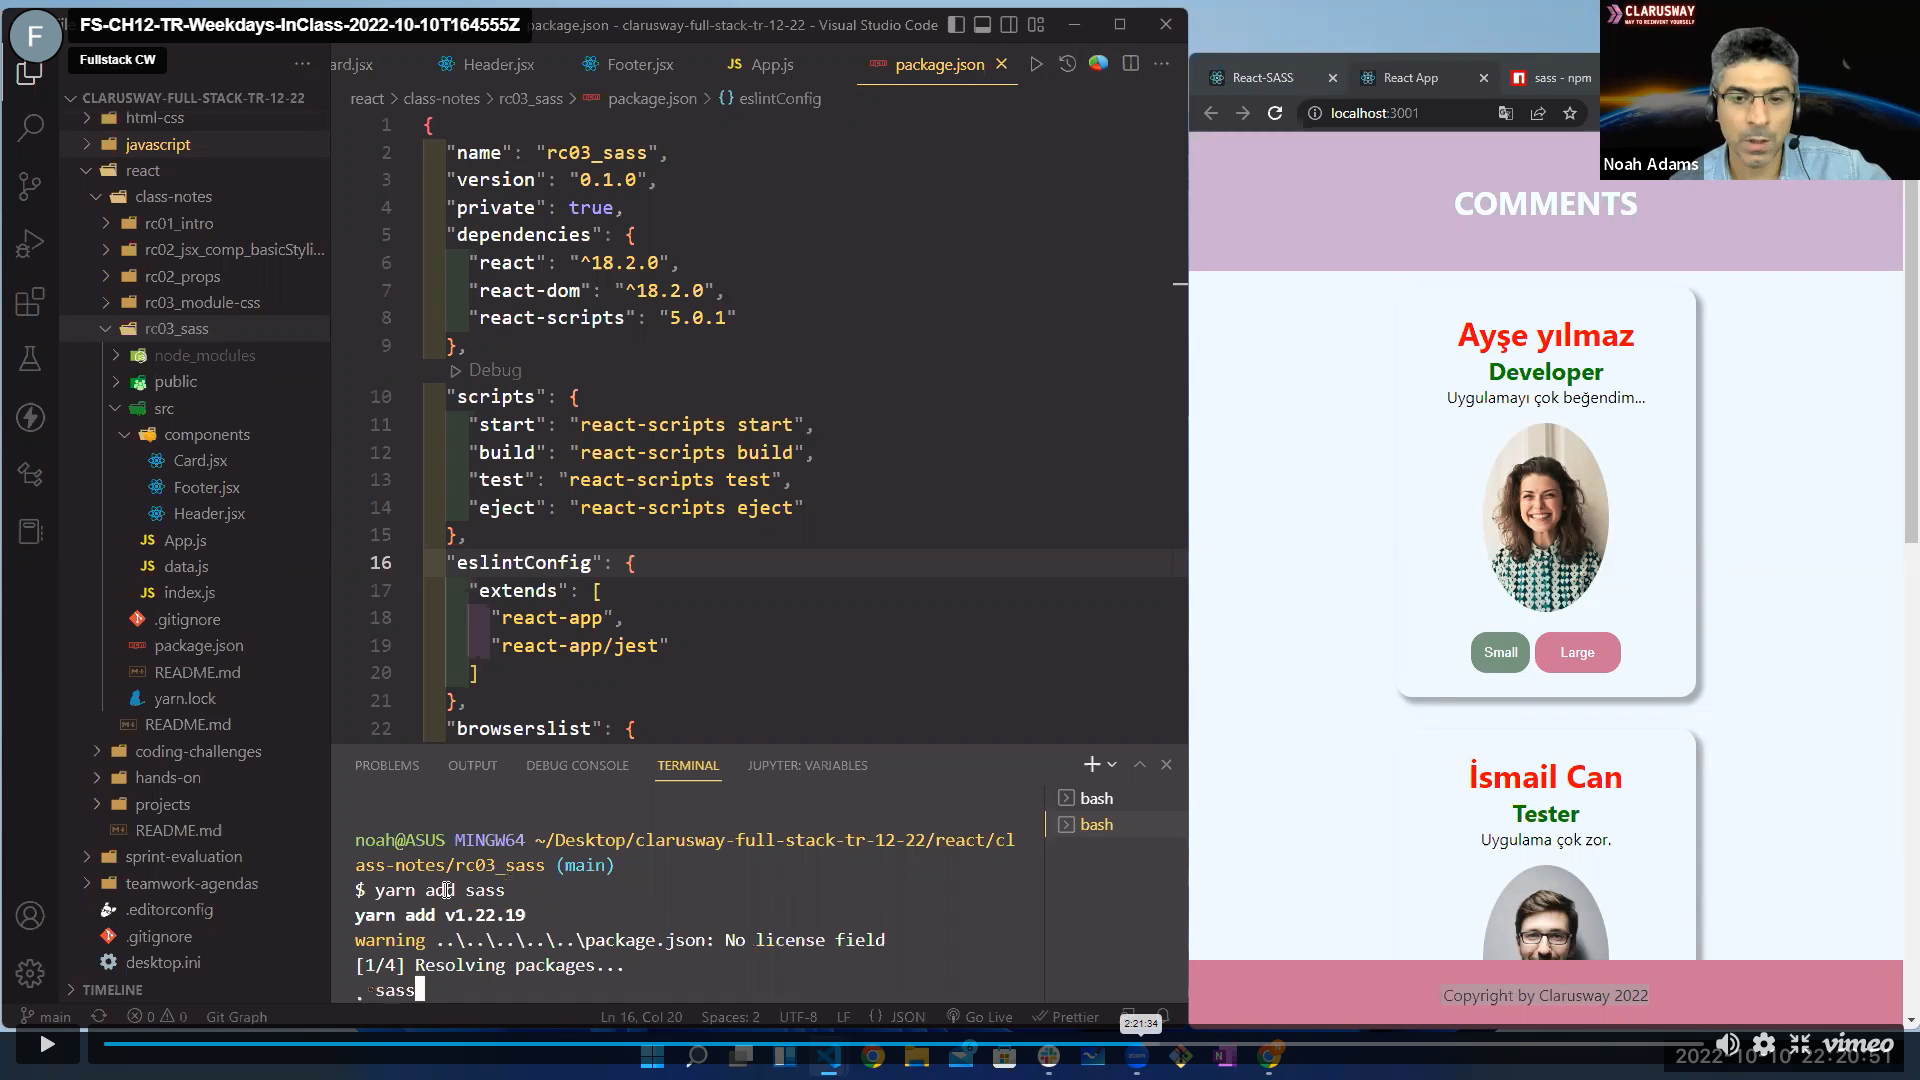 F
FS-CH12-TR-Weekdays-InClass-2022-10-10T164555Z
package.json - clarusway-full-stack-tr-12-22 - Visual Studio Code
Fullstack CW
ard.jsx
Header.jsx
Footer.jsx
JS App.js
package.json
CLARUSWAY-FULL-STACK-TR-12-22
html-css
javascript
react
class-notes
rc01_intro
rc02_jsx_comp_basicStyli...
rc02_props
rc03_module-css
rc03_sass
node_modules
public
src
components
Card.jsx
Footer.jsx
Header.jsx
JS App.js
JS data.js
JS index.js
.gitignore
package.json
README.md
yarn.lock
README.md
coding-challenges
hands-on
projects
README.md
sprint-evaluation
teamwork-agendas
.editorconfig
.gitignore
desktop.ini
TIMELINE
react > class-notes > rc03_sass > package.json > {} eslintConfig
1 {
2 "name": "rc03_sass",
3 "version": "0.1.0",
4 "private": true,
5 "dependencies": {
6 "react": "^18.2.0",
7 "react-dom": "^18.2.0",
8 "react-scripts": "5.0.1"
9 },
Debug
10 "scripts": {
11 "start": "react-scripts start",
12 "build": "react-scripts build",
13 "test": "react-scripts test",
14 "eject": "react-scripts eject"
15 },
16 "eslintConfig": {
17 "extends": [
18 "react-app",
19 "react-app/jest"
20 ]
21 },
22 "browserslist": {
PROBLEMS OUTPUT DEBUG CONSOLE TERMINAL JUPYTER: VARIABLES
bash
bash
noah@ASUS MINGW64 ~/Desktop/clarusway-full-stack-tr-12-22/react/cl
ass-notes/rc03_sass (main)
$ yarn add sass
yarn add v1.22.19
warning ..\..\..\..\..\package.json: No license field
[1/4] Resolving packages...
. sass
main 0 0 Git Graph
Ln 16, Col 20 Spaces: 2 UTF-8 LF {} JSON Go Live Prettier
2:21:34
React-SASS
React App
sass - npm
localhost:3001
CLARUSWAY
WAY TO REINVENT YOURSELF
Noah Adams
COMMENTS
Ayşe yılmaz
Developer
Uygulamayı çok beğendim...
Small Large
İsmail Can
Tester
Uygulama çok zor.
Copyright by Clarusway 2022
vimeo
2022-10-10 22:20:51